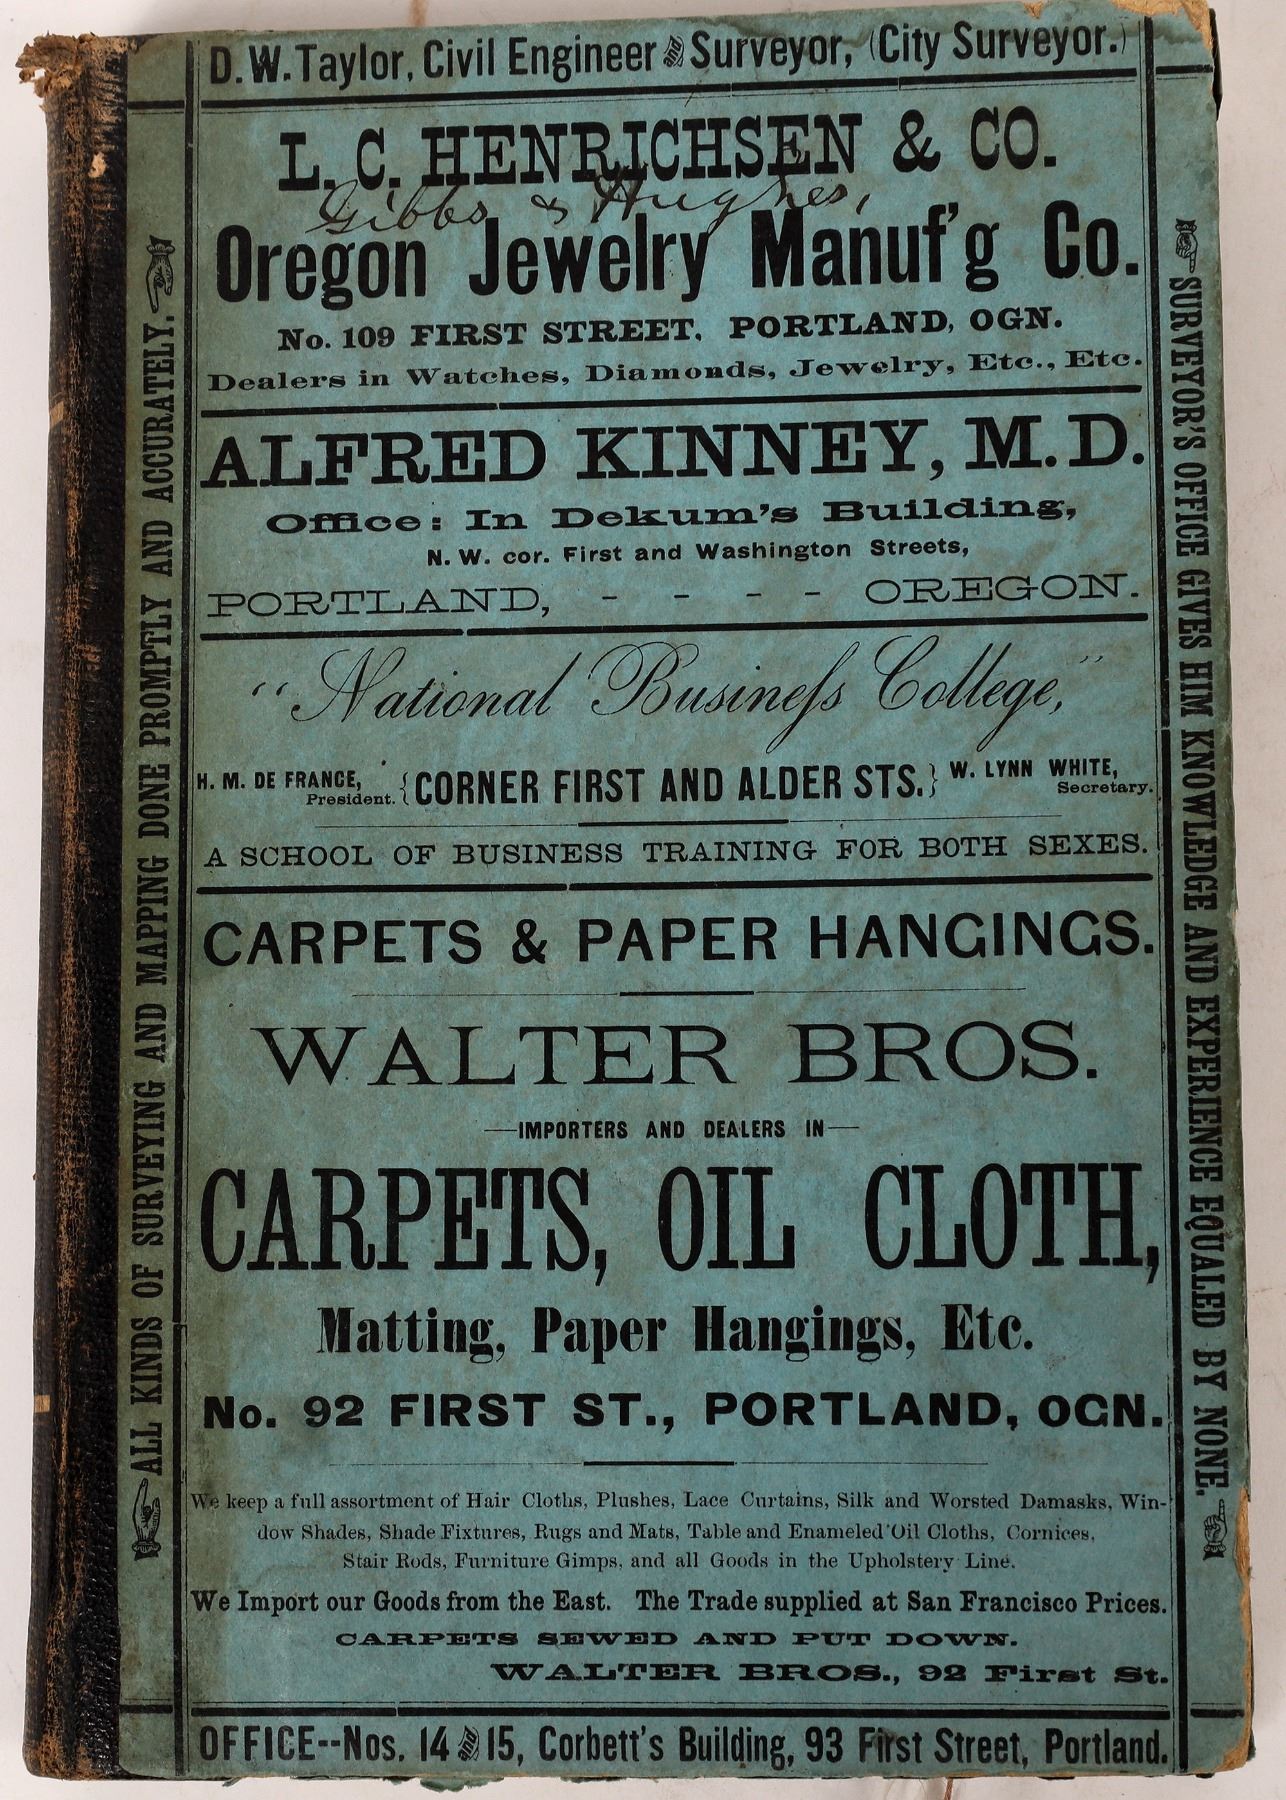 D. W. Taylor, Civil Engineer and Surveyor, (City Surveyor.)
L. C. HENRICHSEN & CO.
Gibbs & Hughes,
Oregon Jewelry Manuf'g Co.
No. 109 FIRST STREET, PORTLAND, OGN.
Dealers in Watches, Diamonds, Jewelry, Etc., Etc.
ALFRED KINNEY, M.D.
Office: In Dekum's Building,
N. W. cor. First and Washington Streets,
PORTLAND, - - - - OREGON.
"National Business College,"
H. M. DE FRANCE, President. {CORNER FIRST AND ALDER STS.} W. LYNN WHITE, Secretary.
A SCHOOL OF BUSINESS TRAINING FOR BOTH SEXES.
CARPETS & PAPER HANGINGS.
WALTER BROS.
—IMPORTERS AND DEALERS IN—
CARPETS, OIL CLOTH,
Matting, Paper Hangings, Etc.
No. 92 FIRST ST., PORTLAND, OGN.
We keep a full assortment of Hair Cloths, Plushes, Lace Curtains, Silk and Worsted Damasks, Win-
dow Shades, Shade Fixtures, Rugs and Mats, Table and Enameled Oil Cloths, Cornices,
Stair Rods, Furniture Gimps, and all Goods in the Upholstery Line.
We Import our Goods from the East. The Trade supplied at San Francisco Prices.
CARPETS SEWED AND PUT DOWN.
WALTER BROS., 92 First St.
OFFICE--Nos. 14 and 15, Corbett's Building, 93 First Street, Portland.
ALL KINDS OF SURVEYING AND MAPPING DONE PROMPTLY AND ACCURATELY.
SURVEYOR'S OFFICE GIVES HIM KNOWLEDGE AND EXPERIENCE EQUALED BY NONE.